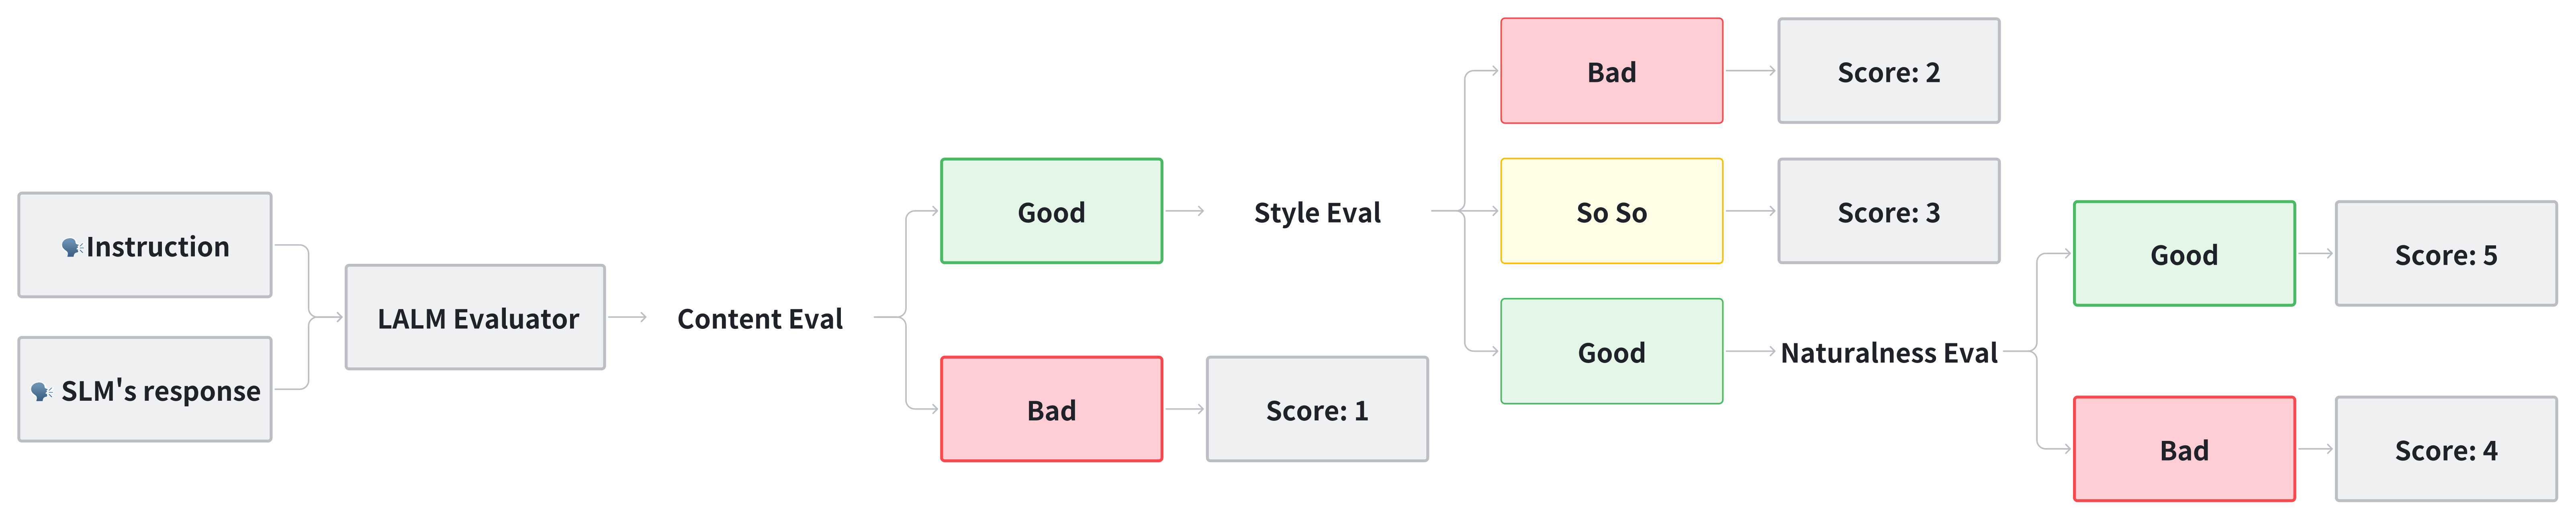 Instruction
SLM's response
LALM Evaluator
Content Eval
Good
Bad
Score: 1
Style Eval
Bad
Score: 2
So So
Score: 3
Good
Naturalness Eval
Good
Score: 5
Bad
Score: 4